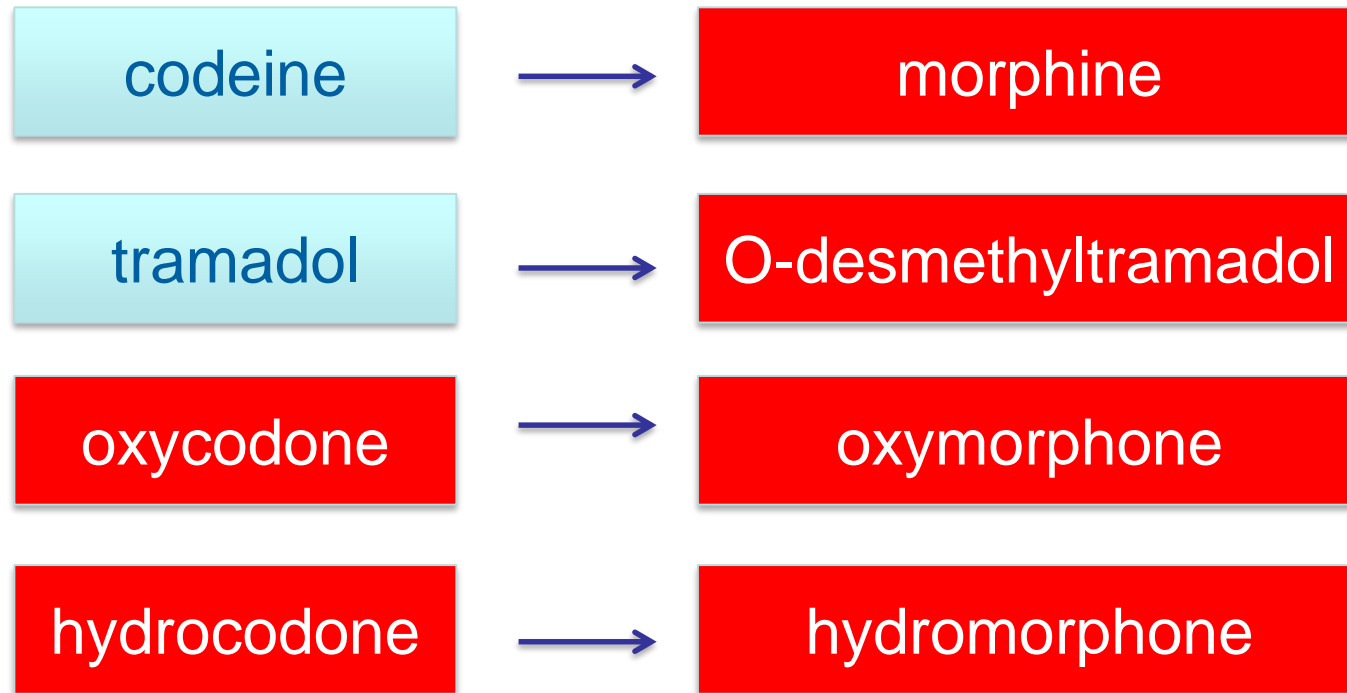 codeine
morphine
tramadol
O-desmethyltramadol
oxycodone
oxymorphone
hydrocodone
hydromorphone